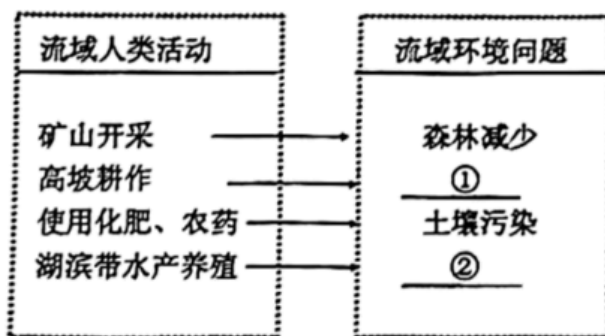 流域人类活动 流域环境问题
矿山开采 森林减少
高坡耕作 ①
使用化肥、农药 土壤污染
湖滨带水产养殖 ②